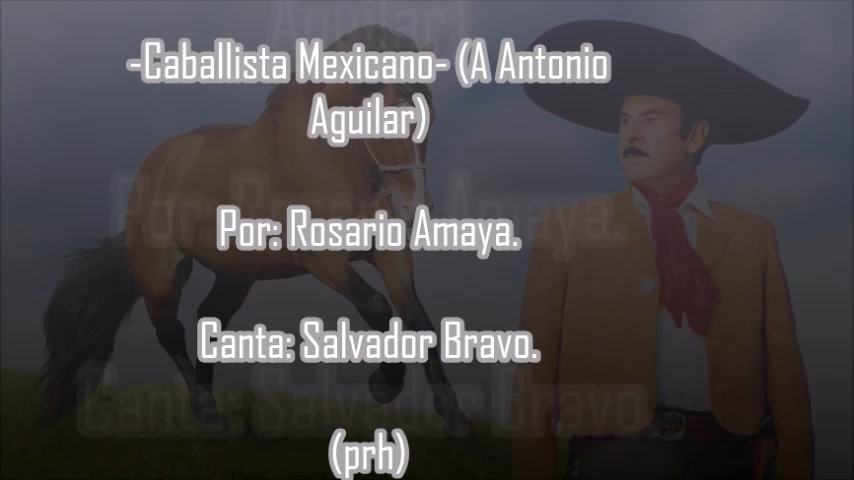 -Caballista Mexicano- (A Antonio
Aguilar)
Por: Rosario Amaya.
Canta: Salvador Bravo.
(prh)